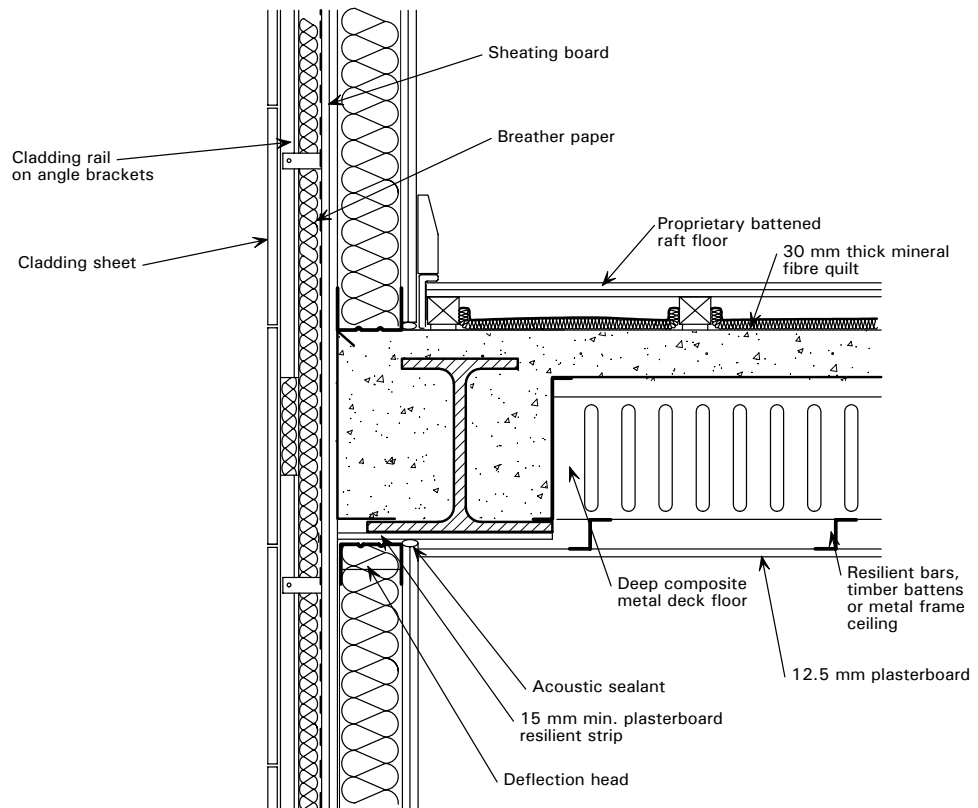 Sheating board
Breather paper
Cladding rail
on angle brackets
Cladding sheet
Proprietary battened
raft floor
30 mm thick mineral
fibre quilt
Deep composite
metal deck floor
Resilient bars,
timber battens
or metal frame
ceiling
12.5 mm plasterboard
Acoustic sealant
15 mm min. plasterboard
resilient strip
Deflection head